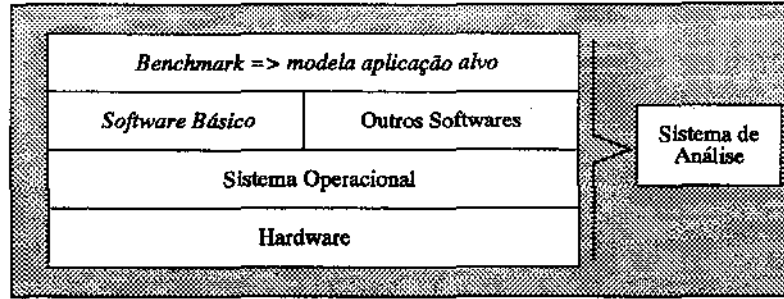 Benchmark => modela aplicação alvo
Software Básico
Outros Softwares
Sistema Operacional
Hardware
Sistema de
Análise